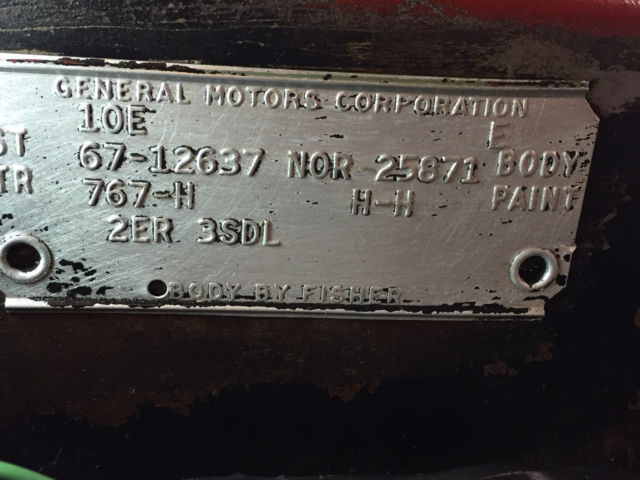 GENERAL MOTORS CORPORATION
10E E
ST 67-12637 NOR 25871 BODY
TR 767-H H-H PAINT
2ER 3SDL
BODY BY FISHER